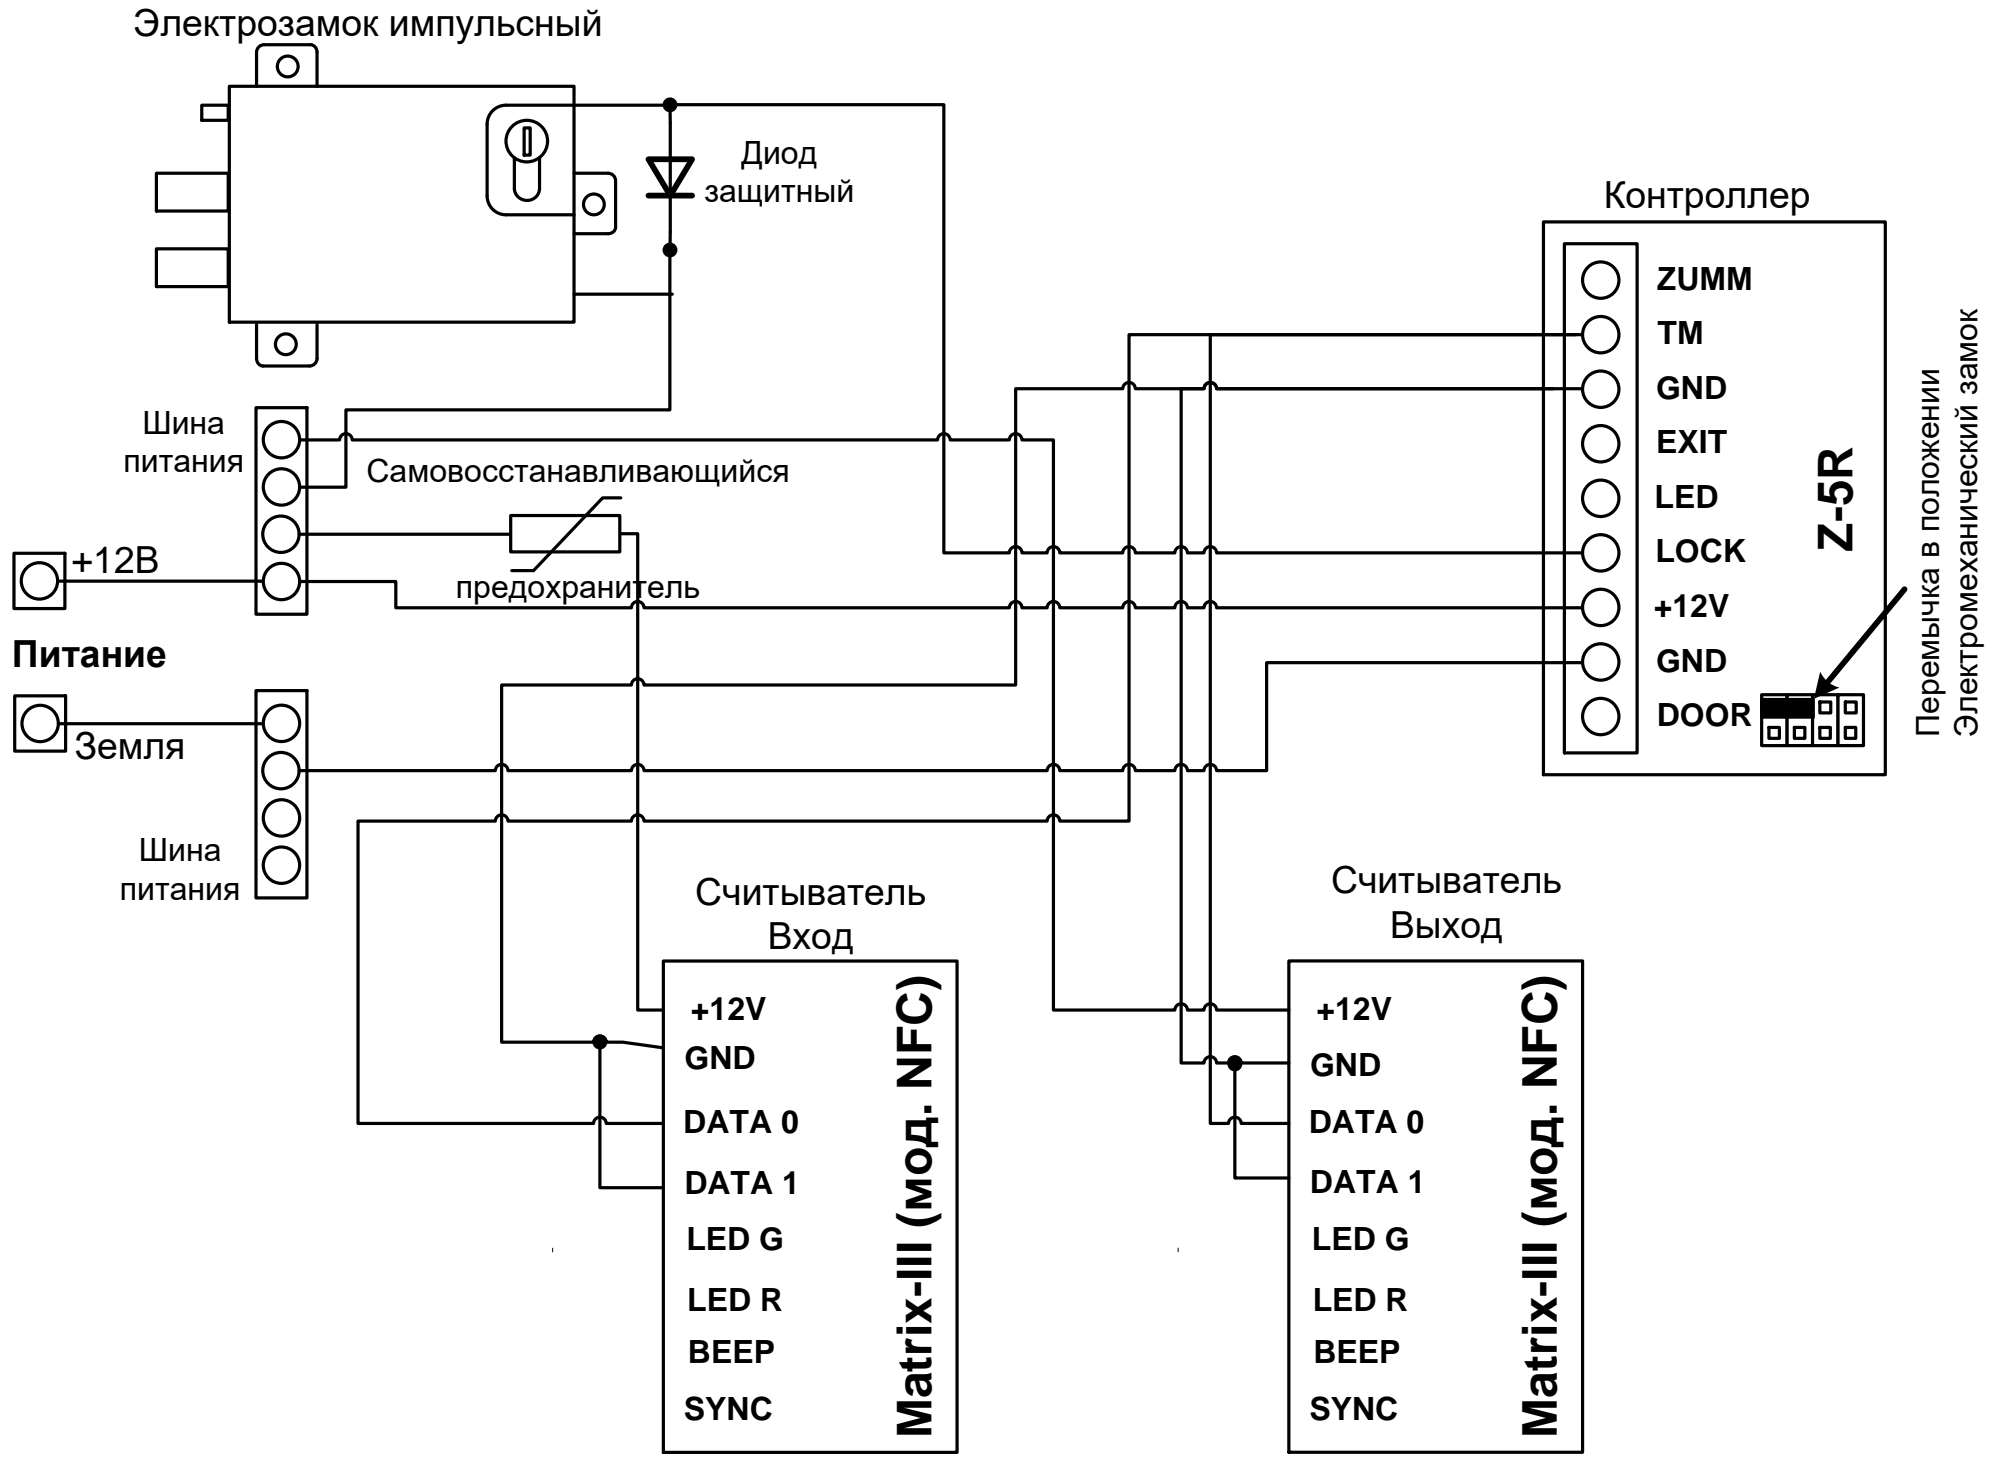 Электрозамок импульсный
Диод
защитный
Контроллер
ZUMM
TM
GND
EXIT
LED
LOCK
+12V
GND
DOOR
Z-5R
Перемычка в положении
Электромеханический замок
Шина
питания
Самовосстанавливающийся
предохранитель
+12В
Питание
Земля
Шина
питания
Считыватель
Вход
+12V
GND
DATA 0
DATA 1
LED G
LED R
BEEP
SYNC
Matrix-III (мод. NFC)
Считыватель
Выход
+12V
GND
DATA 0
DATA 1
LED G
LED R
BEEP
SYNC
Matrix-III (мод. NFC)